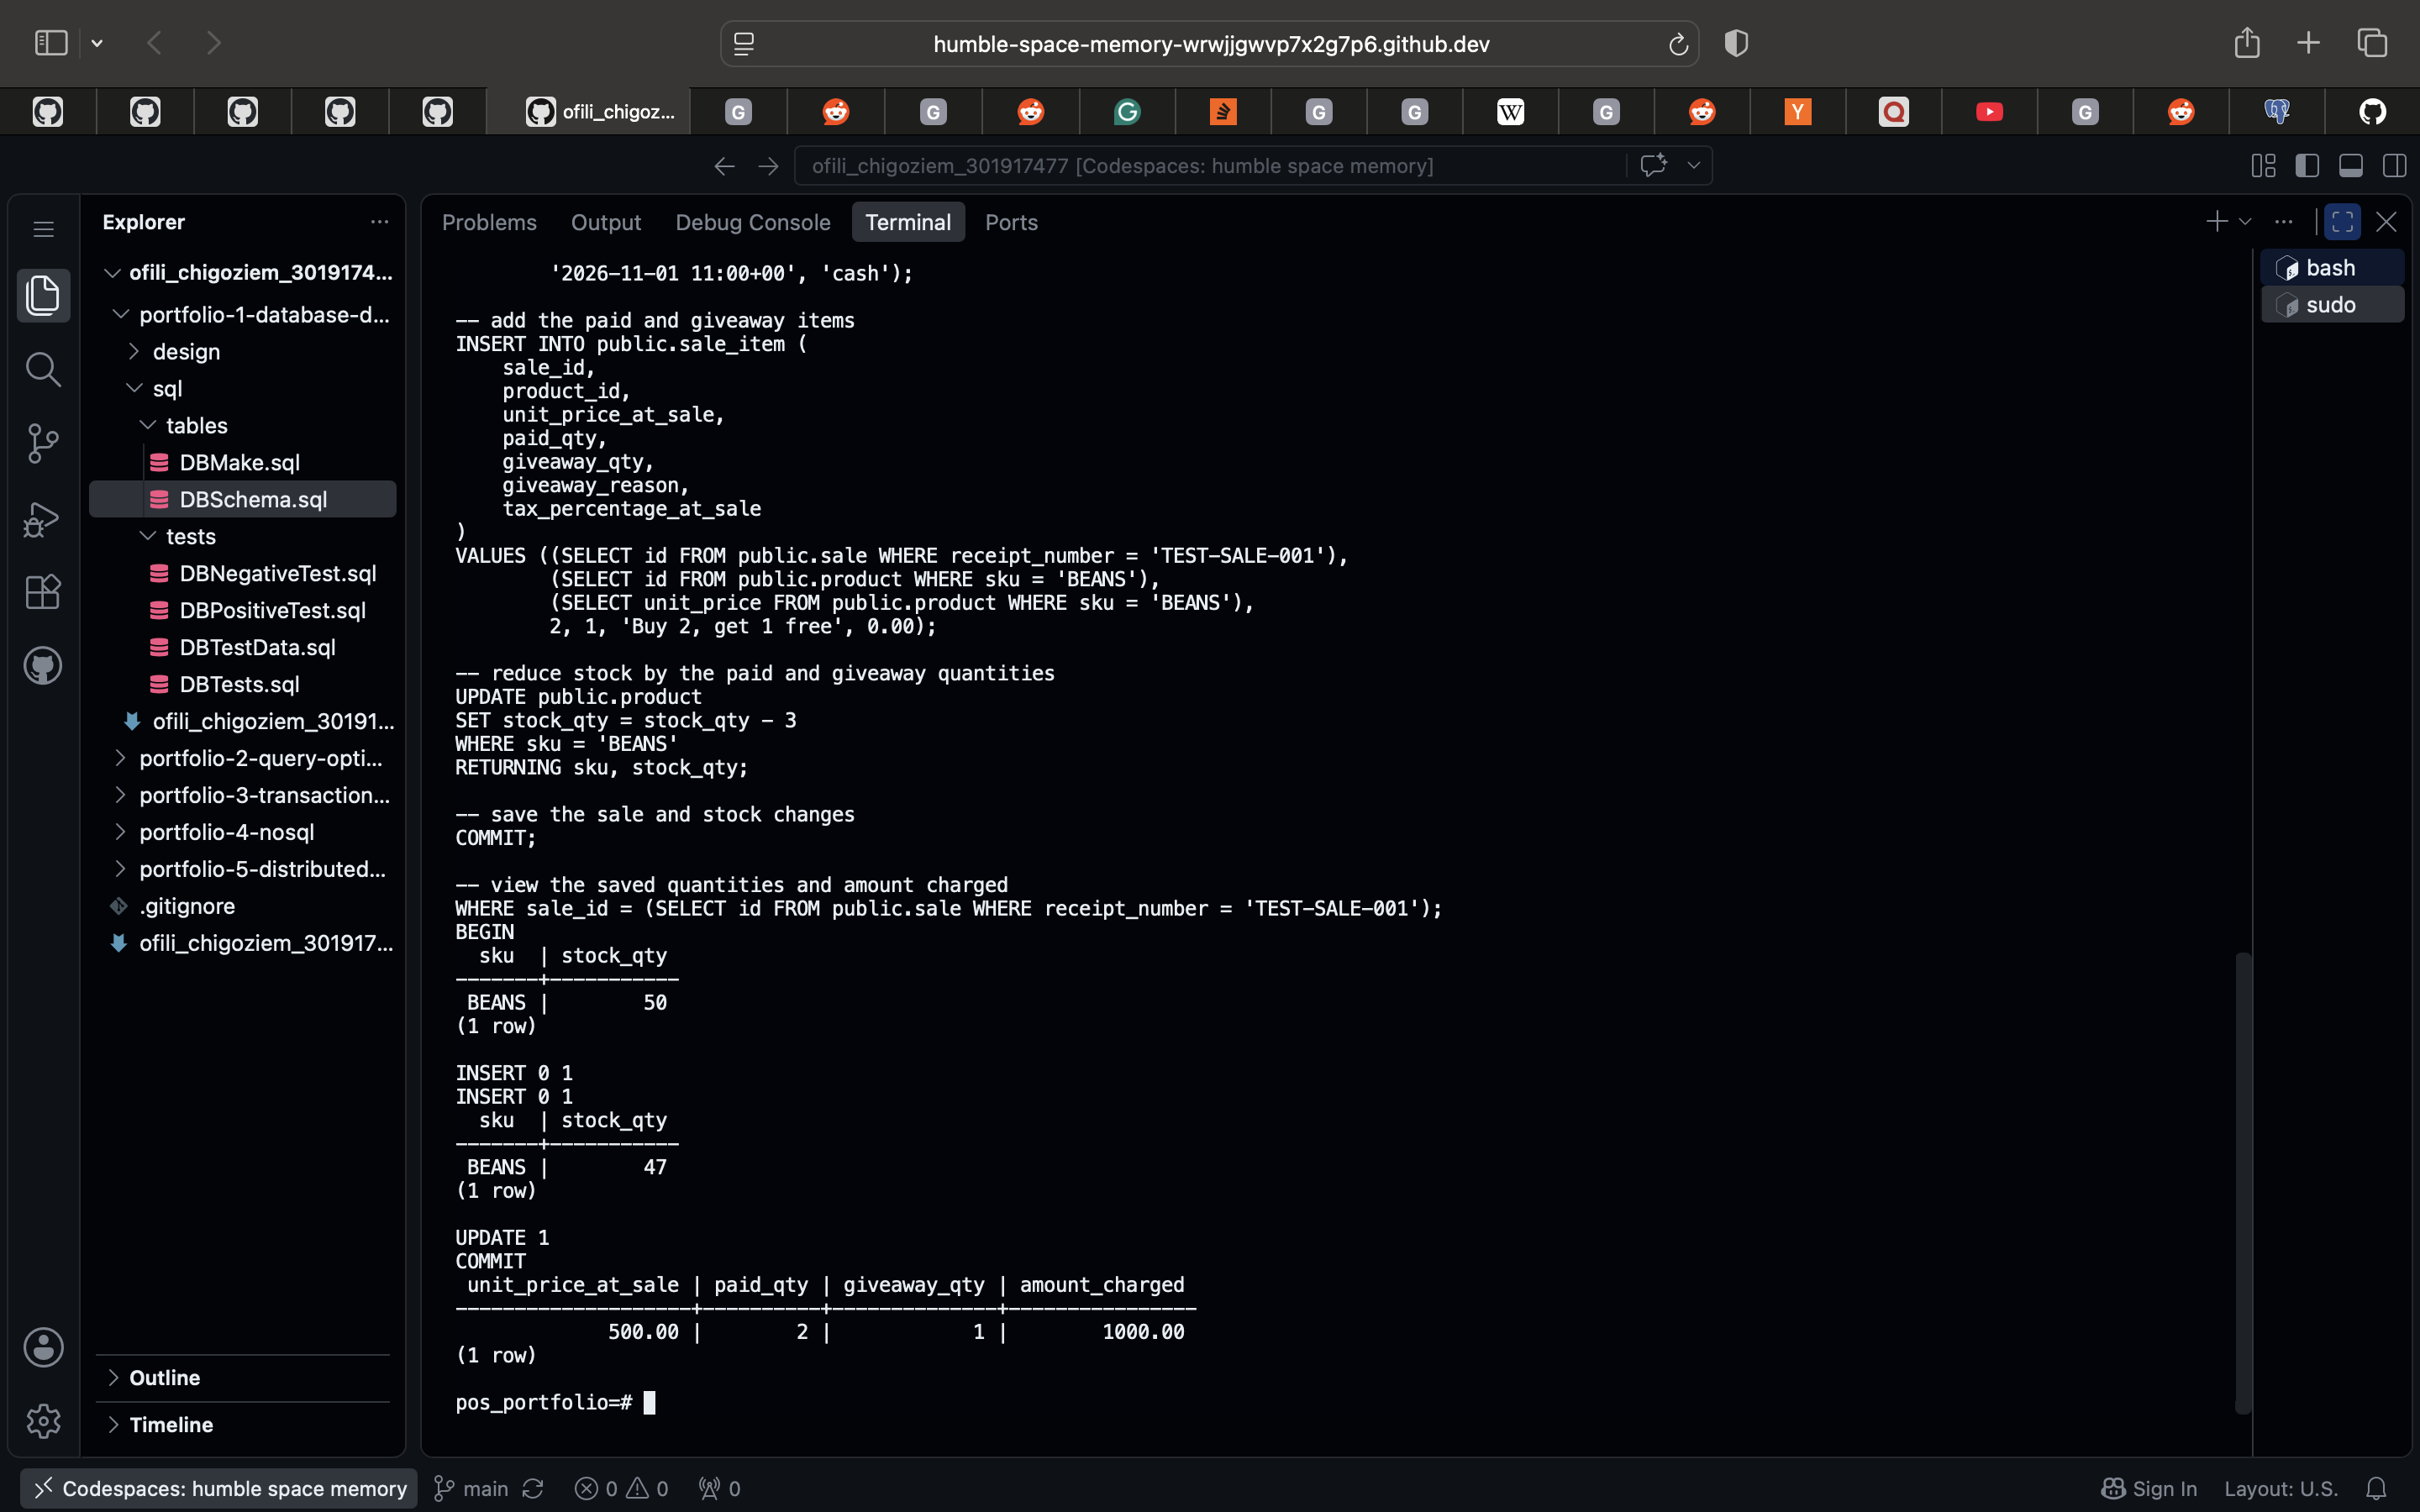 humble-space-memory-wrwjjgwvp7x2g7p6.github.dev
ofili_chigoz...
ofili_chigoziem_301917477 [Codespaces: humble space memory]
Explorer
ofili_chigoziem_3019174...
portfolio-1-database-d...
design
sql
tables
DBMake.sql
DBSchema.sql
tests
DBNegativeTest.sql
DBPositiveTest.sql
DBTestData.sql
DBTests.sql
ofili_chigoziem_30191...
portfolio-2-query-opti...
portfolio-3-transaction...
portfolio-4-nosql
portfolio-5-distributed...
.gitignore
ofili_chigoziem_301917...
Outline
Timeline
Problems Output Debug Console Terminal Ports
'2026-11-01 11:00+00', 'cash');
-- add the paid and giveaway items
INSERT INTO public.sale_item (
sale_id,
product_id,
unit_price_at_sale,
paid_qty,
giveaway_qty,
giveaway_reason,
tax_percentage_at_sale
)
VALUES ((SELECT id FROM public.sale WHERE receipt_number = 'TEST-SALE-001'),
(SELECT id FROM public.product WHERE sku = 'BEANS'),
(SELECT unit_price FROM public.product WHERE sku = 'BEANS'),
2, 1, 'Buy 2, get 1 free', 0.00);
-- reduce stock by the paid and giveaway quantities
UPDATE public.product
SET stock_qty = stock_qty - 3
WHERE sku = 'BEANS'
RETURNING sku, stock_qty;
-- save the sale and stock changes
COMMIT;
-- view the saved quantities and amount charged
WHERE sale_id = (SELECT id FROM public.sale WHERE receipt_number = 'TEST-SALE-001');
BEGIN
sku | stock_qty
-------+-----------
BEANS | 50
(1 row)
INSERT 0 1
INSERT 0 1
sku | stock_qty
-------+-----------
BEANS | 47
(1 row)
UPDATE 1
COMMIT
unit_price_at_sale | paid_qty | giveaway_qty | amount_charged
--------------------+----------+--------------+----------------
500.00 | 2 | 1 | 1000.00
(1 row)
pos_portfolio=#
bash
sudo
Codespaces: humble space memory main 0 0 0 Sign In Layout: U.S.